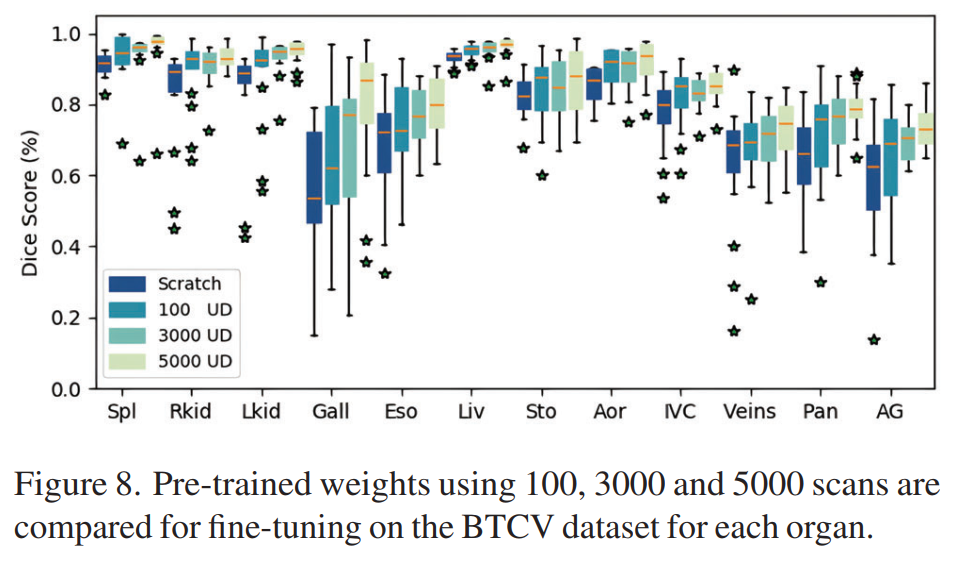 Dice Score (%)
1.0
0.8
0.6
0.4
0.2
0.0
Scratch
100 UD
3000 UD
5000 UD
Spl Rkid Lkid Gall Eso Liv Sto Aor IVC Veins Pan AG
Figure 8. Pre-trained weights using 100, 3000 and 5000 scans are
compared for fine-tuning on the BTCV dataset for each organ.